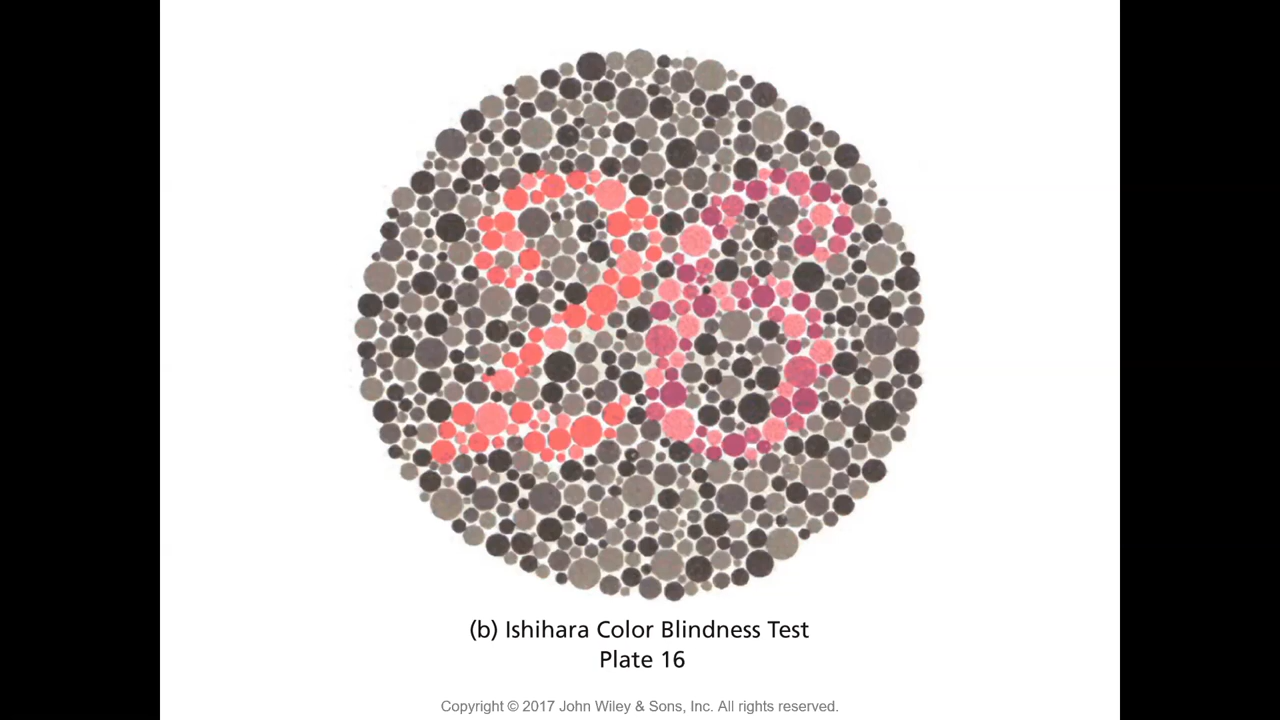 26
(b) Ishihara Color Blindness Test
Plate 16
Copyright © 2017 John Wiley & Sons, Inc. All rights reserved.